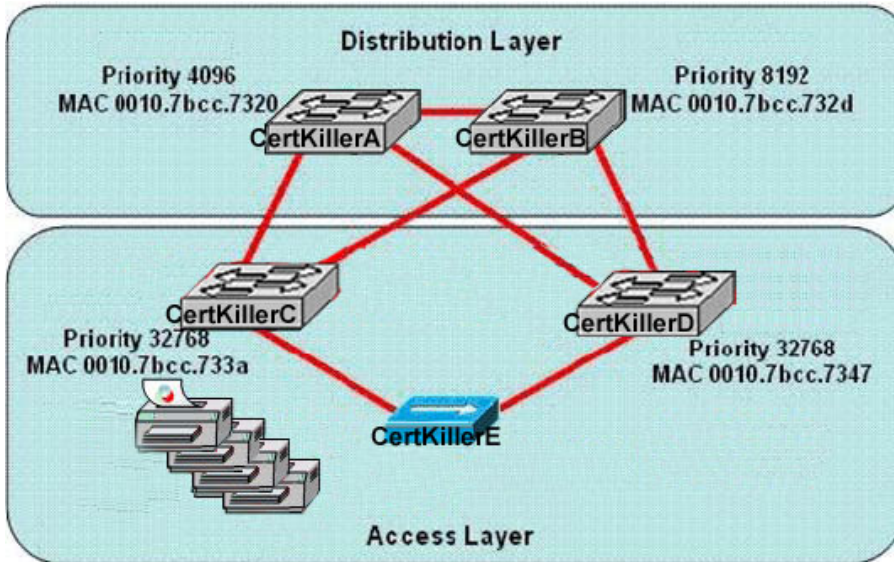 Distribution Layer
Priority 4096
MAC 0010.7bcc.7320
Priority 8192
MAC 0010.7bcc.732d
CertKillerA
CertKillerB
CertKillerC
CertKillerD
Priority 32768
MAC 0010.7bcc.733a
Priority 32768
MAC 0010.7bcc.7347
CertKillerE
Access Layer